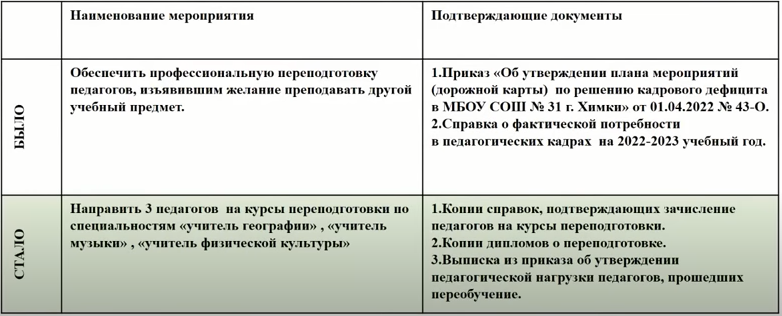 Наименование мероприятия
Подтверждающие документы
БЫЛО
Обеспечить профессиональную переподготовку
педагогов, изъявившим желание преподавать другой
учебный предмет.
1.Приказ «Об утверждении плана мероприятий
(дорожной карты) по решению кадрового дефицита
в МБОУ СОШ № 31 г. Химки» от 01.04.2022 № 43-О.
2.Справка о фактической потребности
в педагогических кадрах на 2022-2023 учебный год.
СТАЛО
Направить 3 педагогов на курсы переподготовки по
специальностям «учитель географии» , «учитель
музыки» , «учитель физической культуры»
1.Копии справок, подтверждающих зачисление
педагогов на курсы переподготовки.
2.Копии дипломов о переподготовке.
3.Выписка из приказа об утверждении
педагогической нагрузки педагогов, прошедших
переобучение.